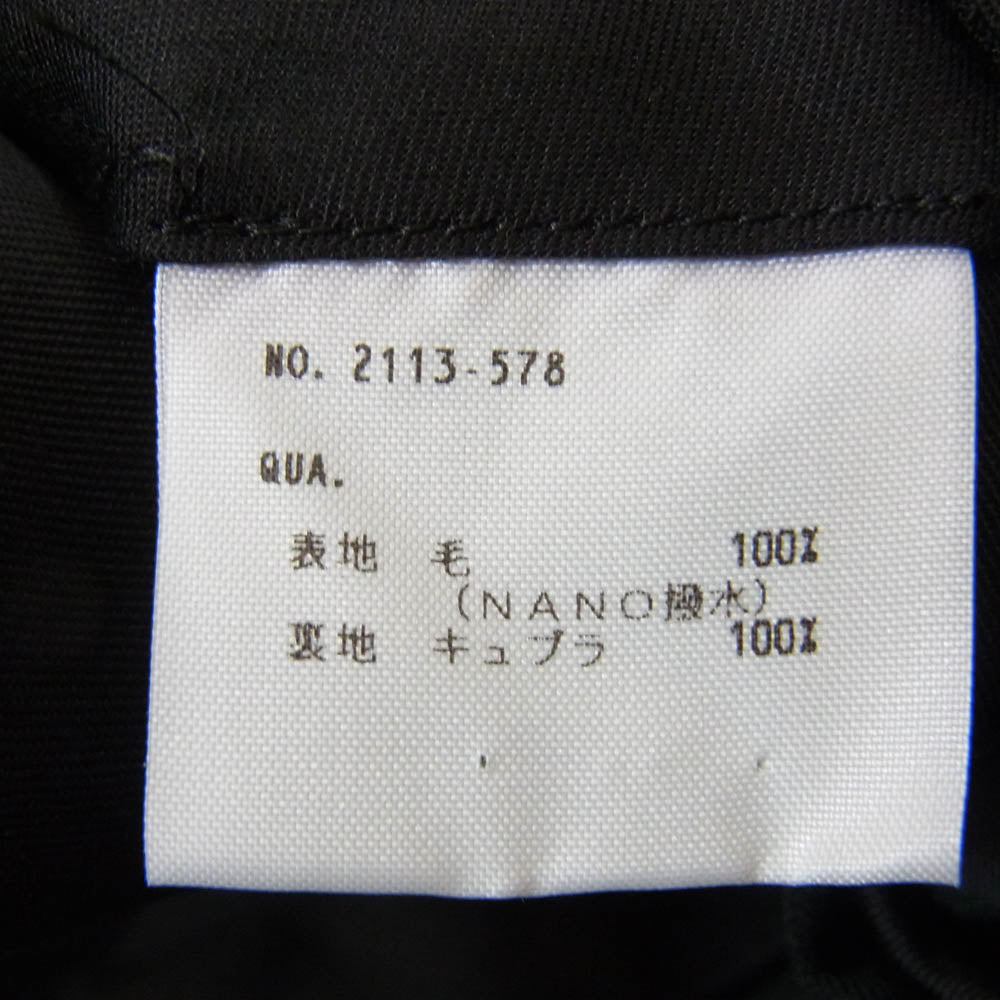 NO. 2113-578
QUA.
表地 毛 100%
(NANO撥水)
裏地 キュプラ 100%